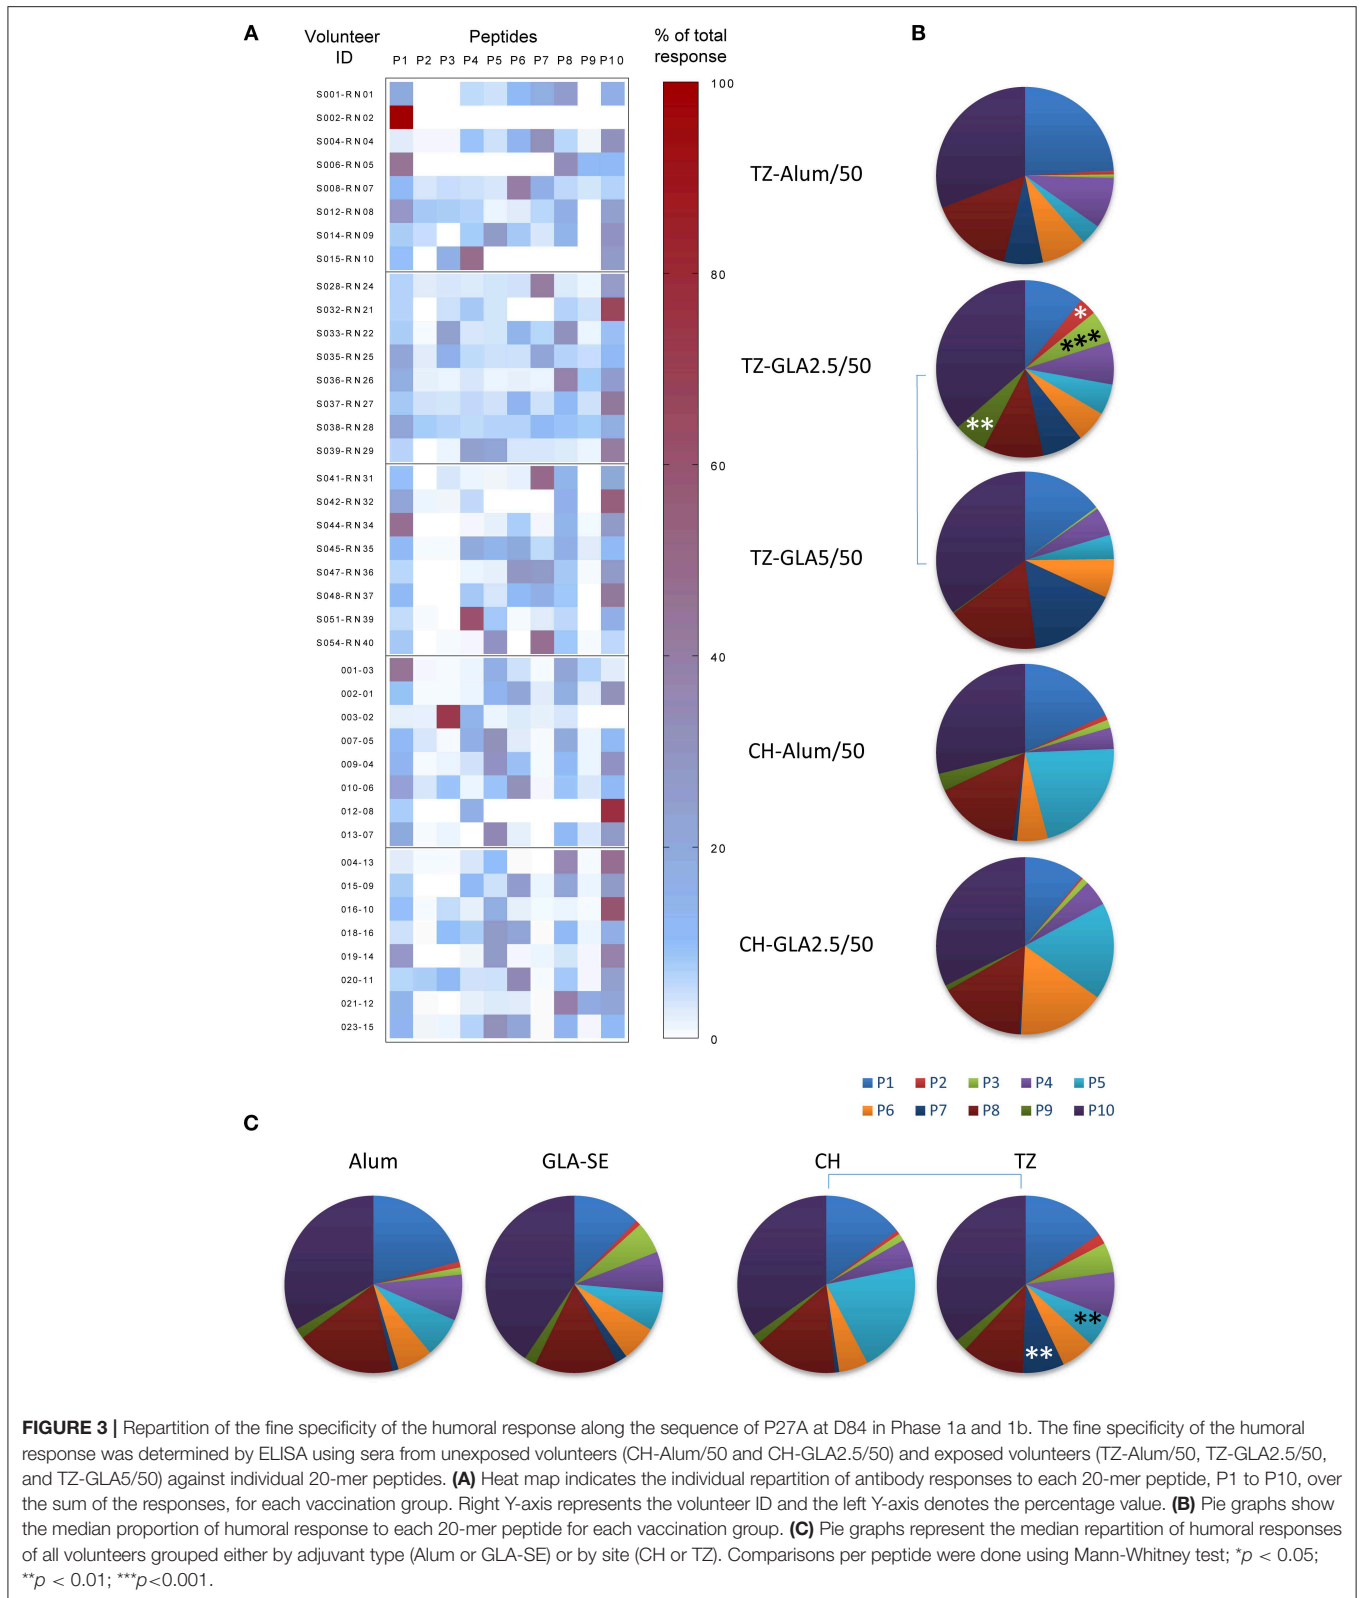 A
Volunteer ID
Peptides
% of total response
B
P1 P2 P3 P4 P5 P6 P7 P8 P9 P10
S001-RN01
S002-RN02
S004-RN04
S006-RN05
S008-RN07
S012-RN08
S014-RN09
S015-RN10
S028-RN24
S032-RN21
S033-RN22
S035-RN25
S036-RN26
S037-RN27
S038-RN28
S039-RN29
S041-RN31
S042-RN32
S044-RN34
S045-RN35
S047-RN36
S048-RN37
S051-RN39
S054-RN40
001-03
002-01
003-02
007-05
009-04
010-06
012-08
013-07
004-13
015-09
016-10
018-16
019-14
020-11
021-12
023-15
100
80
60
40
20
0
TZ-Alum/50
TZ-GLA2.5/50
*
***
**
TZ-GLA5/50
CH-Alum/50
CH-GLA2.5/50
P1 P2 P3 P4 P5
P6 P7 P8 P9 P10
C
Alum GLA-SE CH TZ
**
**
FIGURE 3 | Repartition of the fine specificity of the humoral response along the sequence of P27A at D84 in Phase 1a and 1b. The fine specificity of the humoral
response was determined by ELISA using sera from unexposed volunteers (CH-Alum/50 and CH-GLA2.5/50) and exposed volunteers (TZ-Alum/50, TZ-GLA2.5/50,
and TZ-GLA5/50) against individual 20-mer peptides. (A) Heat map indicates the individual repartition of antibody responses to each 20-mer peptide, P1 to P10, over
the sum of the responses, for each vaccination group. Right Y-axis represents the volunteer ID and the left Y-axis denotes the percentage value. (B) Pie graphs show
the median proportion of humoral response to each 20-mer peptide for each vaccination group. (C) Pie graphs represent the median repartition of humoral responses
of all volunteers grouped either by adjuvant type (Alum or GLA-SE) or by site (CH or TZ). Comparisons per peptide were done using Mann-Whitney test; *p < 0.05;
**p < 0.01; ***p<0.001.